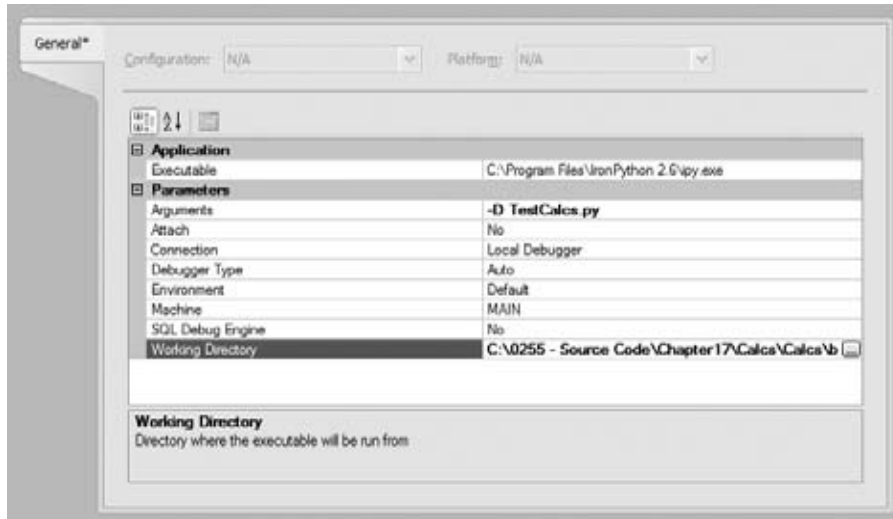 General*
Configuration: N/A Platform: N/A
Application
Executable C:\Program Files\IronPython 2.6\ipy.exe
Parameters
Arguments -D TestCalcs.py
Attach No
Connection Local Debugger
Debugger Type Auto
Environment Default
Machine MAIN
SQL Debug Engine No
Working Directory C:\0255 - Source Code\Chapter17\Calcs\Calcs\b ...
Working Directory
Directory where the executable will be run from